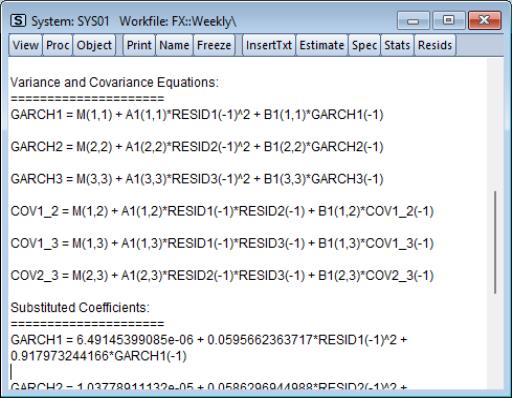 System: SYS01 Workfile: FX::Weekly\
View Proc Object Print Name Freeze InsertTxt Estimate Spec Stats Resids
Variance and Covariance Equations:
=====================
GARCH1 = M(1,1) + A1(1,1)*RESID1(-1)^2 + B1(1,1)*GARCH1(-1)
GARCH2 = M(2,2) + A1(2,2)*RESID2(-1)^2 + B1(2,2)*GARCH2(-1)
GARCH3 = M(3,3) + A1(3,3)*RESID3(-1)^2 + B1(3,3)*GARCH3(-1)
COV1_2 = M(1,2) + A1(1,2)*RESID1(-1)*RESID2(-1) + B1(1,2)*COV1_2(-1)
COV1_3 = M(1,3) + A1(1,3)*RESID1(-1)*RESID3(-1) + B1(1,3)*COV1_3(-1)
COV2_3 = M(2,3) + A1(2,3)*RESID2(-1)*RESID3(-1) + B1(2,3)*COV2_3(-1)
Substituted Coefficients:
=====================
GARCH1 = 6.49145399085e-06 + 0.0595662363717*RESID1(-1)^2 +
0.917973244166*GARCH1(-1)
GARCH2 = 1.03778911132e-05 + 0.0586296944988*RESID2(-1)^2 +